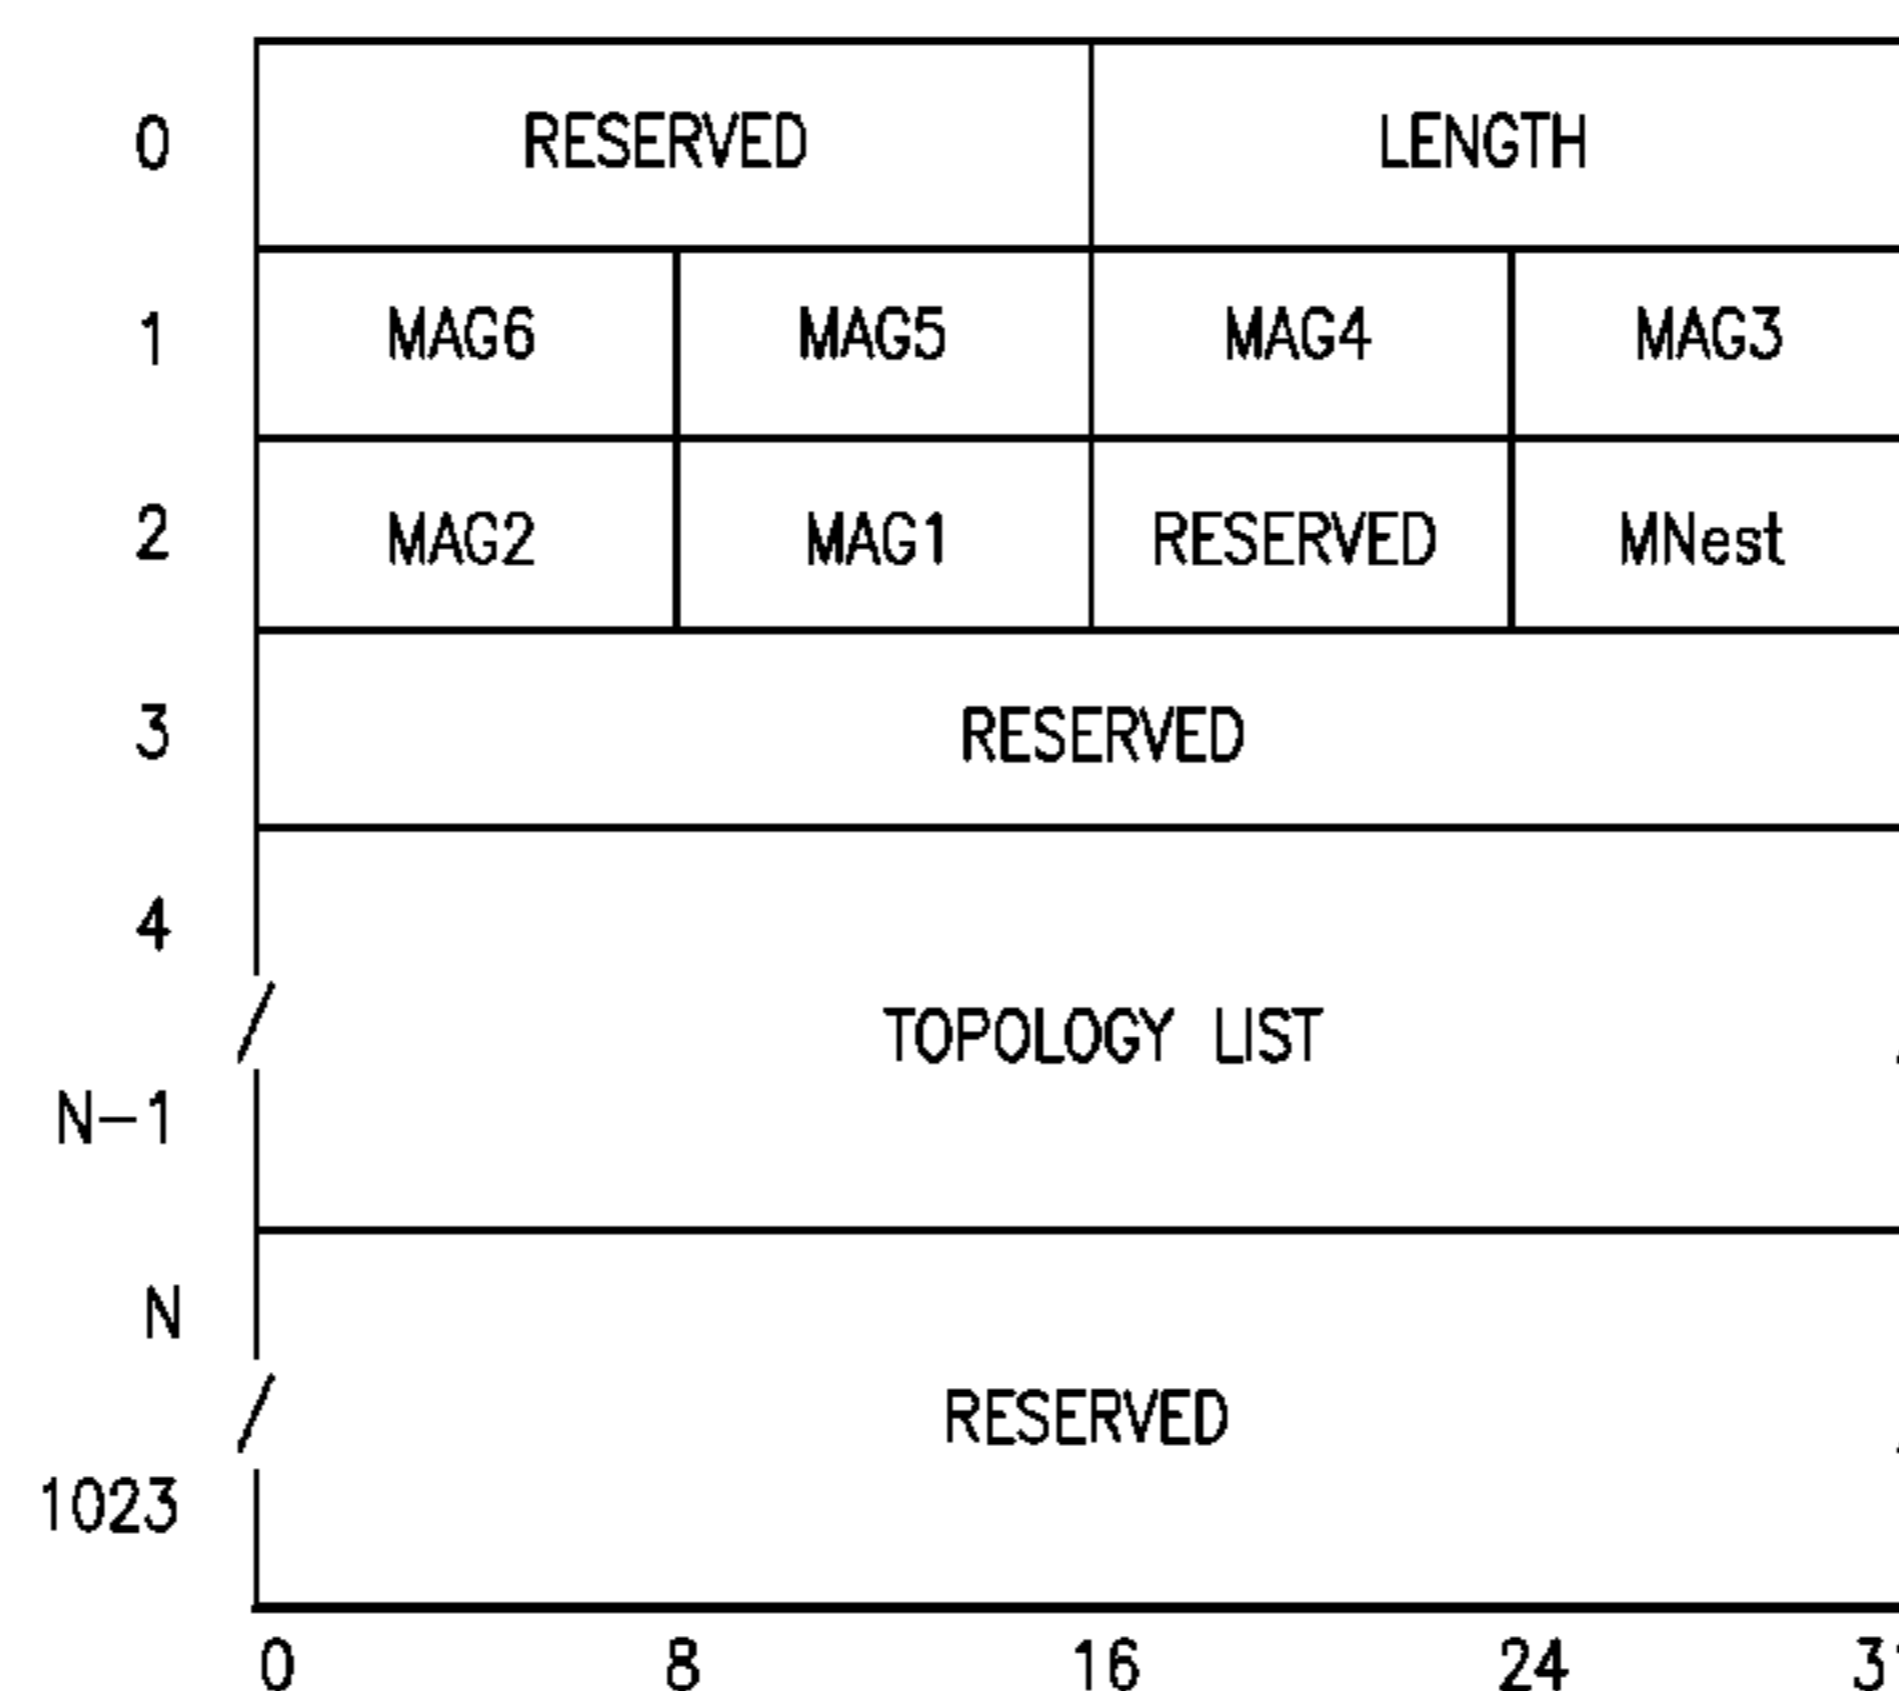 0 RESERVED LENGTH
1 MAG6 MAG5 MAG4 MAG3
2 MAG2 MAG1 RESERVED MNest
3 RESERVED
4
TOPOLOGY LIST
N-1
N
RESERVED
1023
0 8 16 24